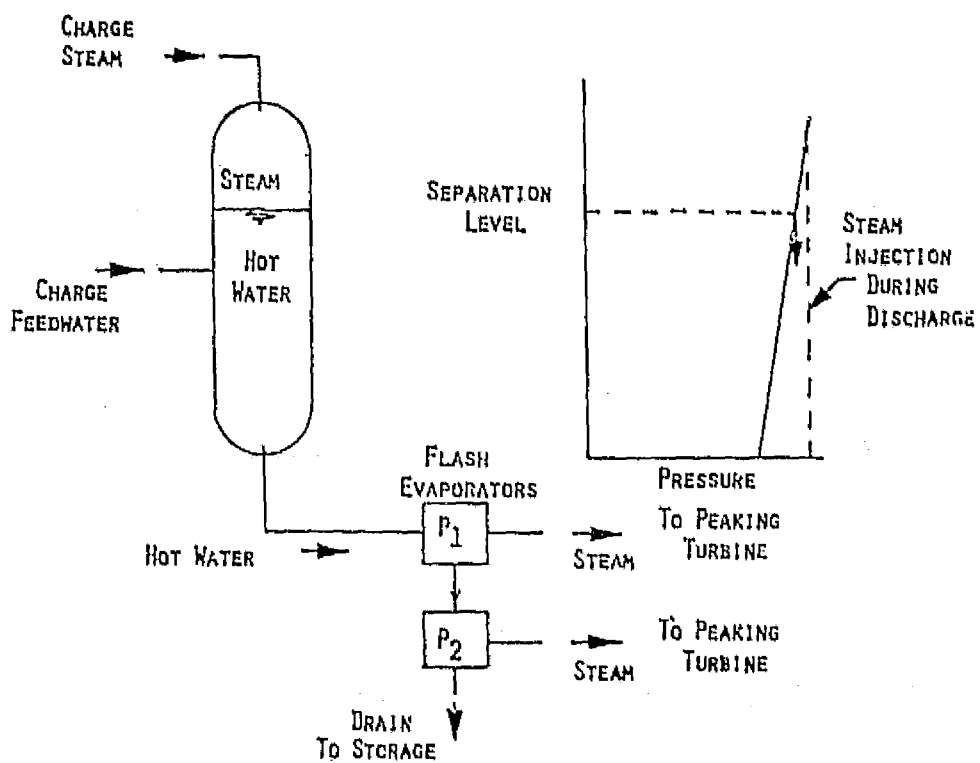 CHARGE
STEAM
STEAM
HOT
WATER
CHARGE
FEEDWATER
SEPARATION
LEVEL
STEAM
INJECTION
DURING
DISCHARGE
PRESSURE
FLASH
EVAPORATORS
HOT WATER
P1
STEAM
TO PEAKING
TURBINE
P2
STEAM
TO PEAKING
TURBINE
DRAIN
TO STORAGE